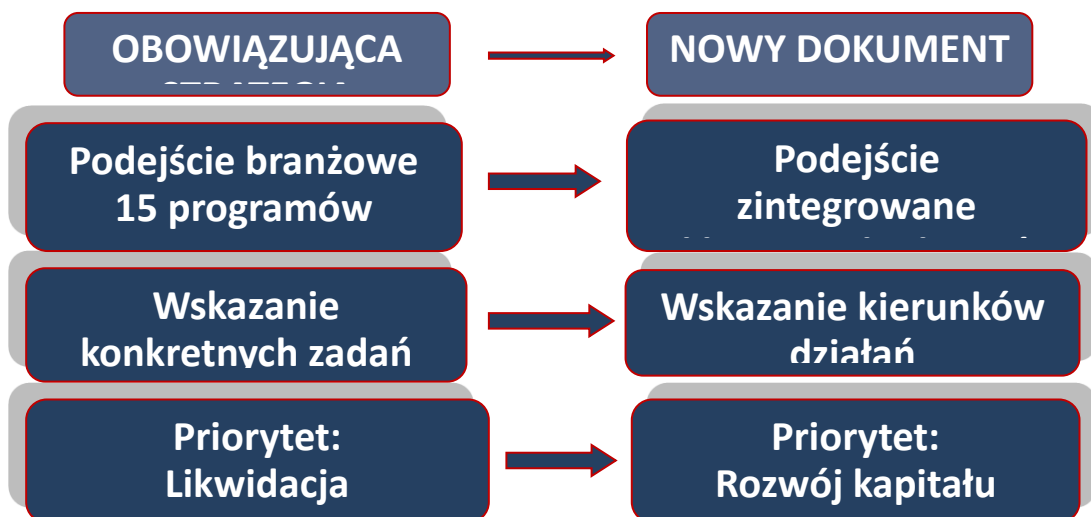 OBOWIĄZUJĄCA
NOWY DOKUMENT
Podejście branżowe
15 programów
Podejście
zintegrowane
Wskazanie
konkretnych zadań
Wskazanie kierunków
działań
Priorytet:
Likwidacja
Priorytet:
Rozwój kapitału